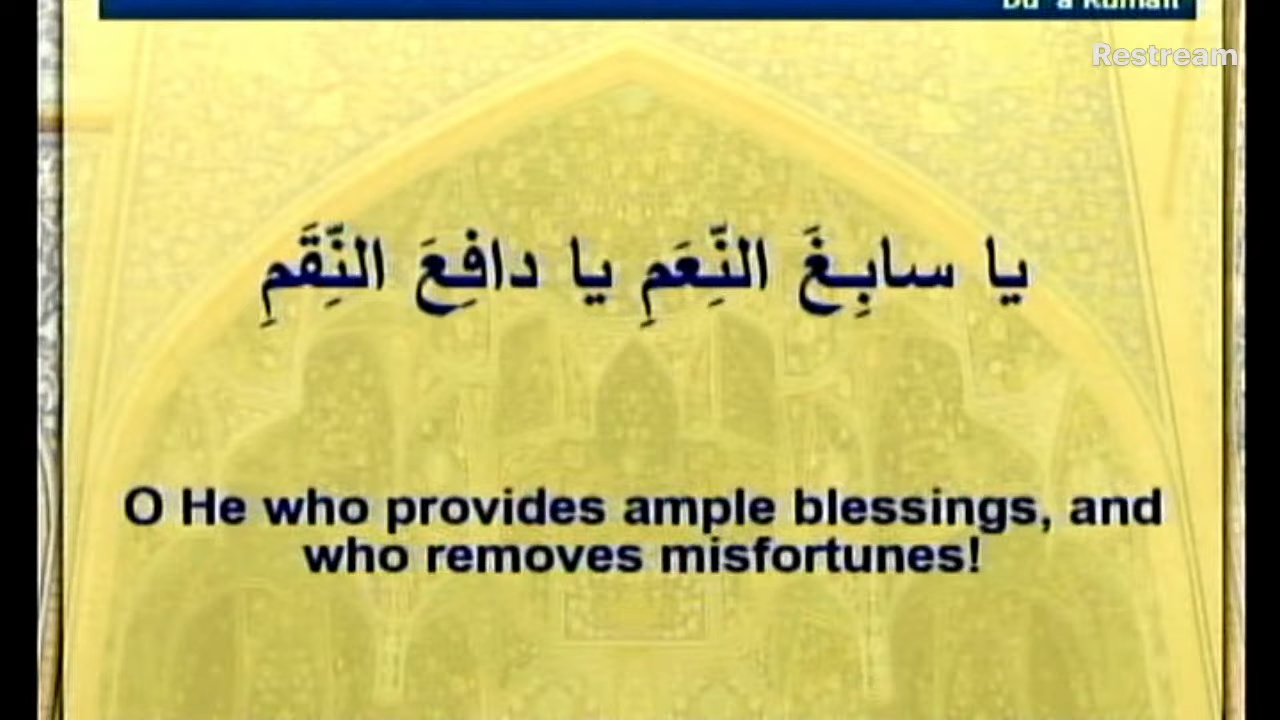 Restream
يا سابِغَ النِّعَمِ يا دافِعَ النِّقَمِ
O He who provides ample blessings, and
who removes misfortunes!